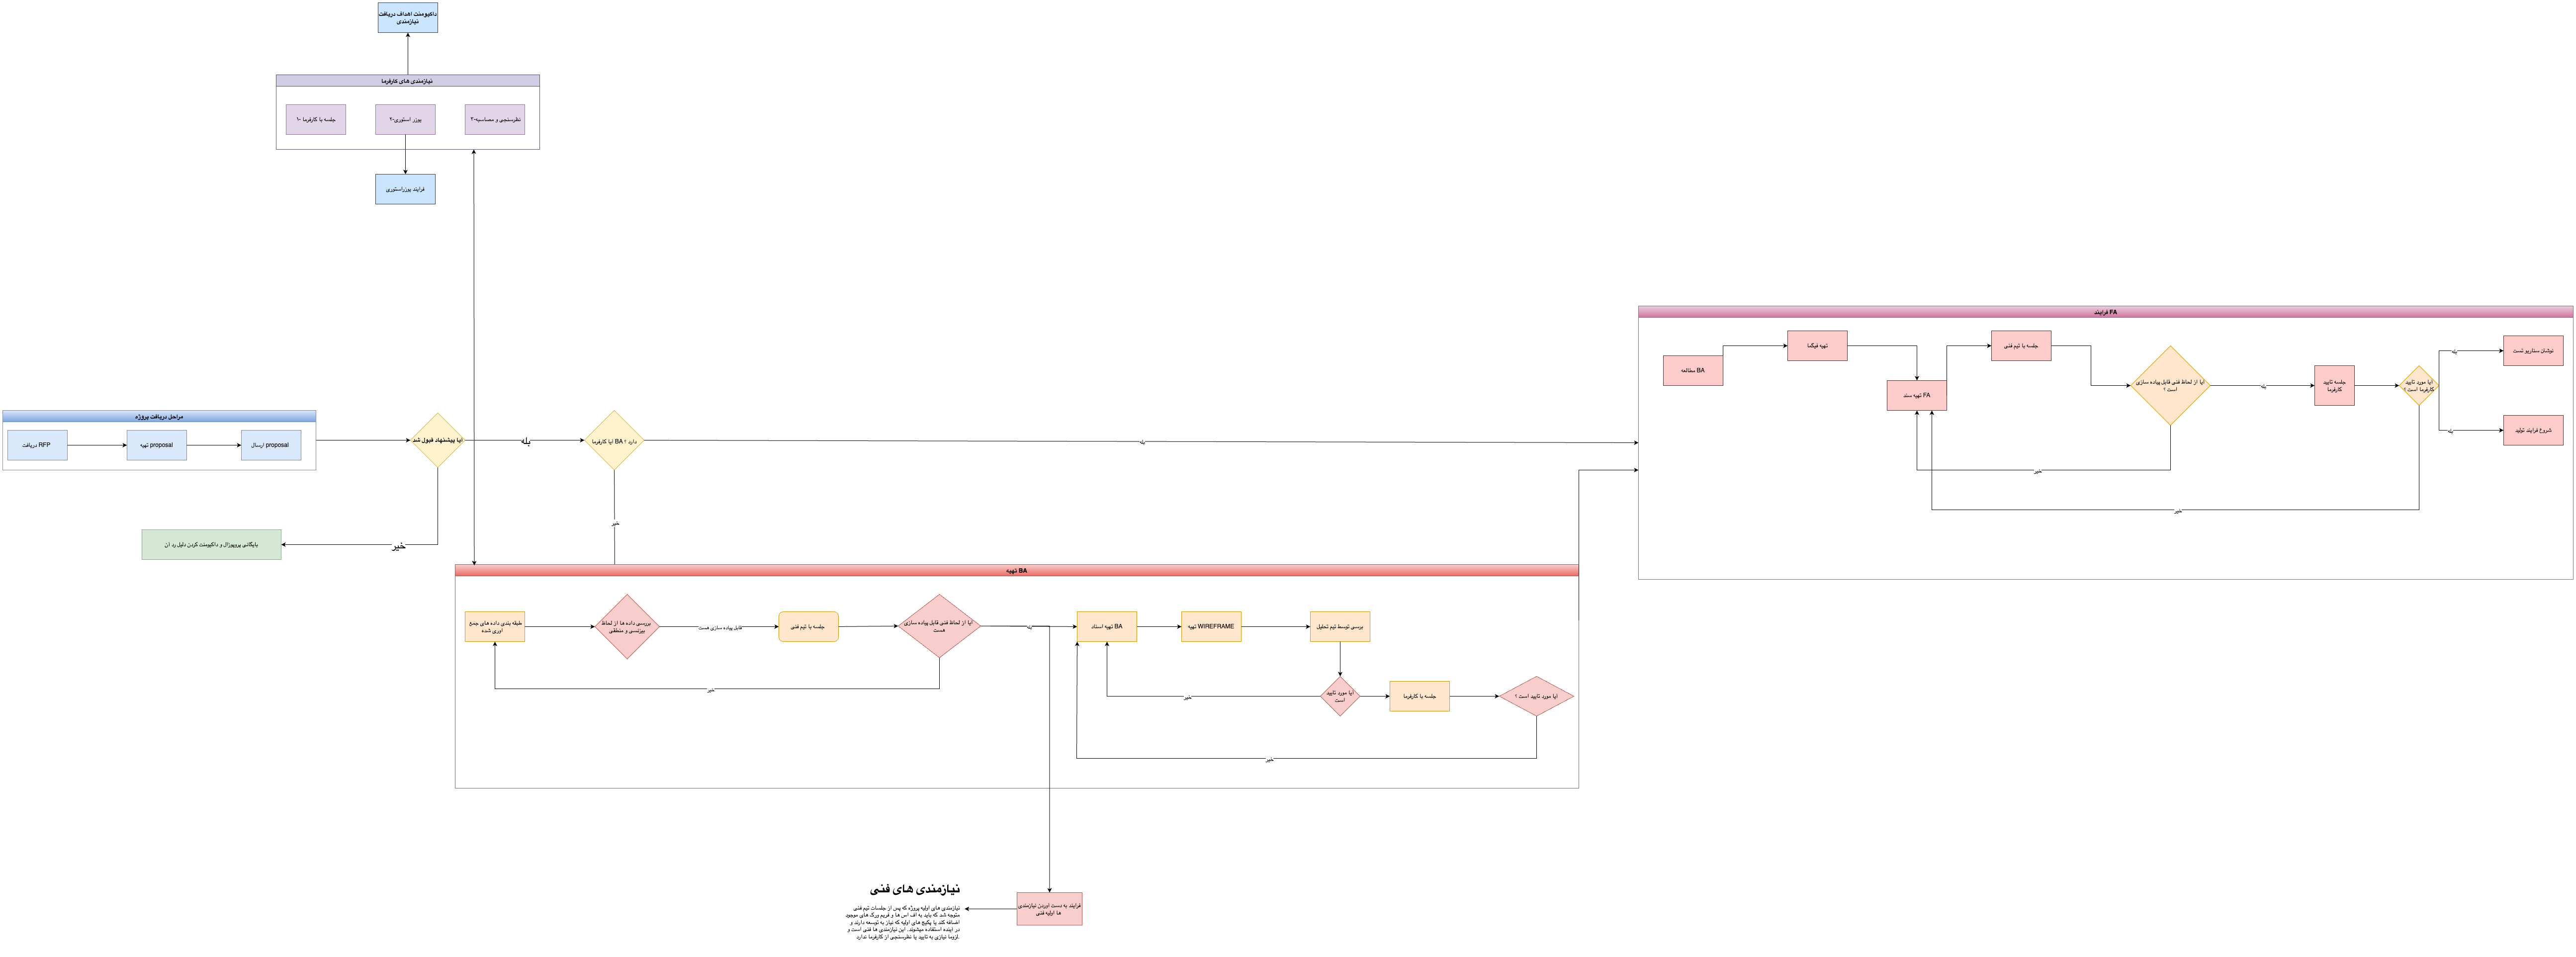 داکیومنت اهداف دریافت
نیازمندی
نیازمندی های کارفرما
جلسه با کارفرما -۱
یوزر استوری-۲
نظرسنجی و مصاحبه-۳
فرایند یوزراستوری
مراحل دریافت پروژه
دریافت RFP
تهیه proposal
ارسال proposal
ایا پیشنهاد قبول شد
بله
خیر
بایگانی پروپوزال و داکیومنت کردن دلیل رد آن
ایا کارفرما BA دارد ؟
بله
خیر
تهیه BA
طبقه بندی داده های جمع
اوری شده
بررسی داده ها از لحاظ
بیزنسی و منطقی
قابل پیاده سازی هست
جلسه با تیم فنی
آیا از لحاظ فنی قابل پیاده سازی
هست
بله
خیر
تهیه اسناد BA
تهیه WIREFRAME
بررسی توسط تیم تحلیل
آیا مورد تایید
است
خیر
جلسه با کارفرما
ایا مورد تایید است ؟
خیر
فرایند به دست اوردن نیازمندی
ها اولیه فنی
نیازمندی های فنی
نیازمندی های اولیه پروژه که پس از جلسات تیم فنی
متوجه شد که باید به اف اس ها و فریم ورک های موجود
اضافه کند یا پکیج های اولیه که نیاز به توسعه دارند و
در اینده استفاده میشوند. این نیازمندی ها فنی است و
لزوما نیازی به تایید یا نظرسنجی از کارفرما ندارد.
فرایند FA
مطالعه BA
تهیه فیگما
تهیه سند FA
جلسه با تیم فنی
ایا از لحاظ فنی قابل پیاده سازی
است ؟
بله
خیر
جلسه تایید
کارفرما
آیا مورد تایید
کارفرما است ؟
بله
بله
خیر
نوشتن سناریو تست
شروع فرایند تولید